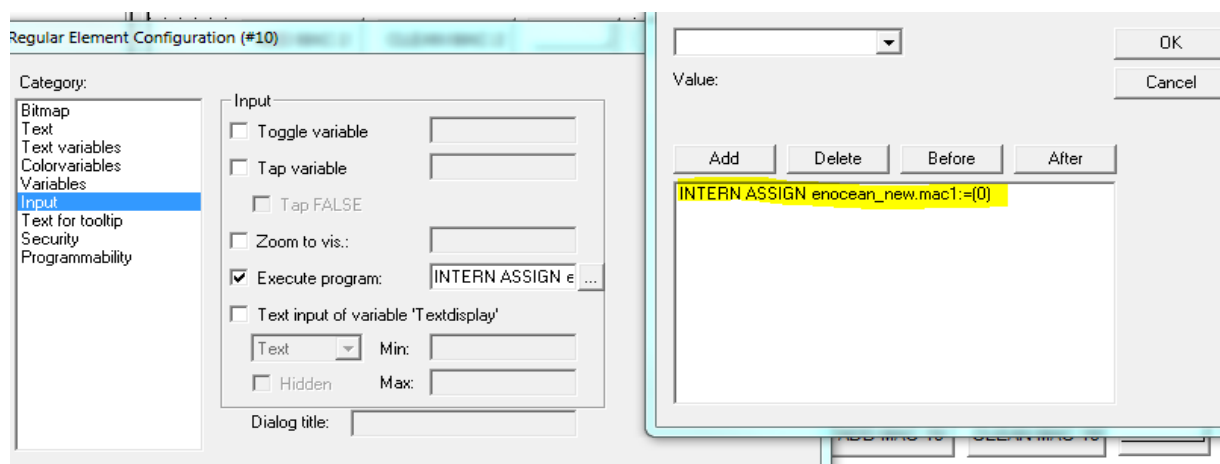 Regular Element Configuration (#10)
Category:
Bitmap
Text
Text variables
Colorvariables
Variables
Input
Text for tooltip
Security
Programmability
Input
Toggle variable
Tap variable
Tap FALSE
Zoom to vis.:
Execute program:
INTERN ASSIGN e
...
Text input of variable 'Textdisplay'
Text
Min:
Hidden
Max:
Dialog title:
OK
Value:
Cancel
Add
Delete
Before
After
INTERN ASSIGN enocean_new.mac1:=(0)